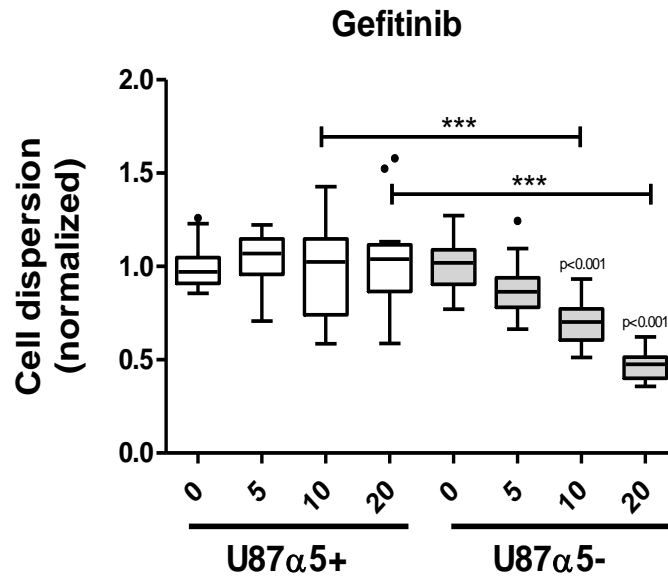 Gefitinib
Cell dispersion
(normalized)
2.0
1.5
1.0
0.5
0.0
***
***
p<0.001
p<0.001
0 5 10 20 0 5 10 20
U87α5+ U87α5-